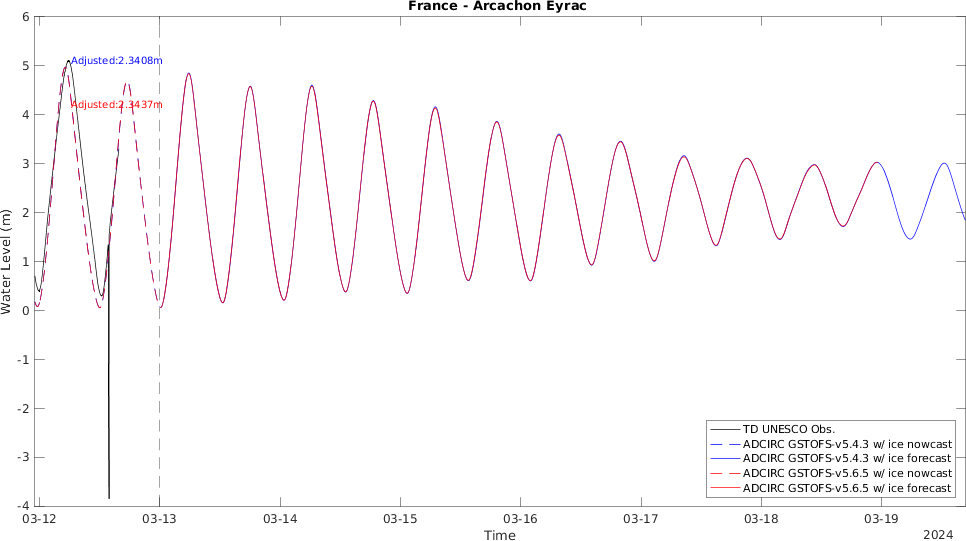 France - Arcachon Eyrac
6
5
4
3
2
1
0
-1
-2
-3
-4
Water Level (m)
Adjusted:2.3408m
Adjusted:2.3437m
TD UNESCO Obs.
ADCIRC GSTOFS-v5.4.3 w/ ice nowcast
ADCIRC GSTOFS-v5.4.3 w/ ice forecast
ADCIRC GSTOFS-v5.6.5 w/ ice nowcast
ADCIRC GSTOFS-v5.6.5 w/ ice forecast
03-12 03-13 03-14 03-15 03-16 03-17 03-18 03-19
Time
2024